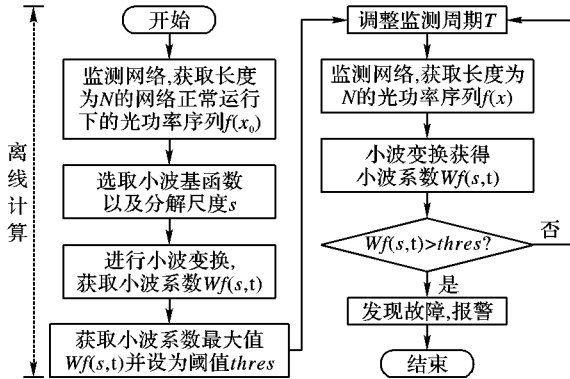 离线计算
开始
监测网络,获取长度
为N的网络正常运行
下的光功率序列f(x₀)
选取小波基函数
以及分解尺度s
进行小波变换,
获取小波系数Wf(s,t)
获取小波系数最大值
Wf(s,t)并设为阈值thres
调整监测周期T
监测网络,获取长度为
N的光功率序列f(x)
小波变换获得
小波系数Wf(s,t)
Wf(s,t)>thres?
否
是
发现故障,报警
结束